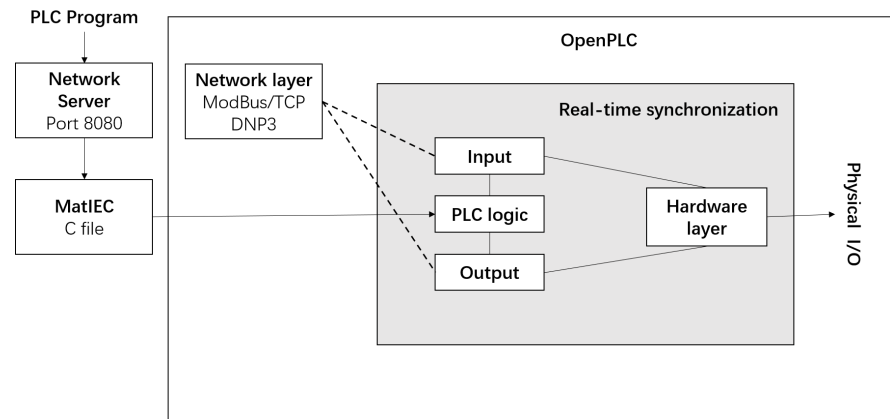 PLC Program
Network
Server
Port 8080
MatIEC
C file
OpenPLC
Network layer
ModBus/TCP
DNP3
Real-time synchronization
Input
PLC logic
Output
Hardware
layer
Physical I/O